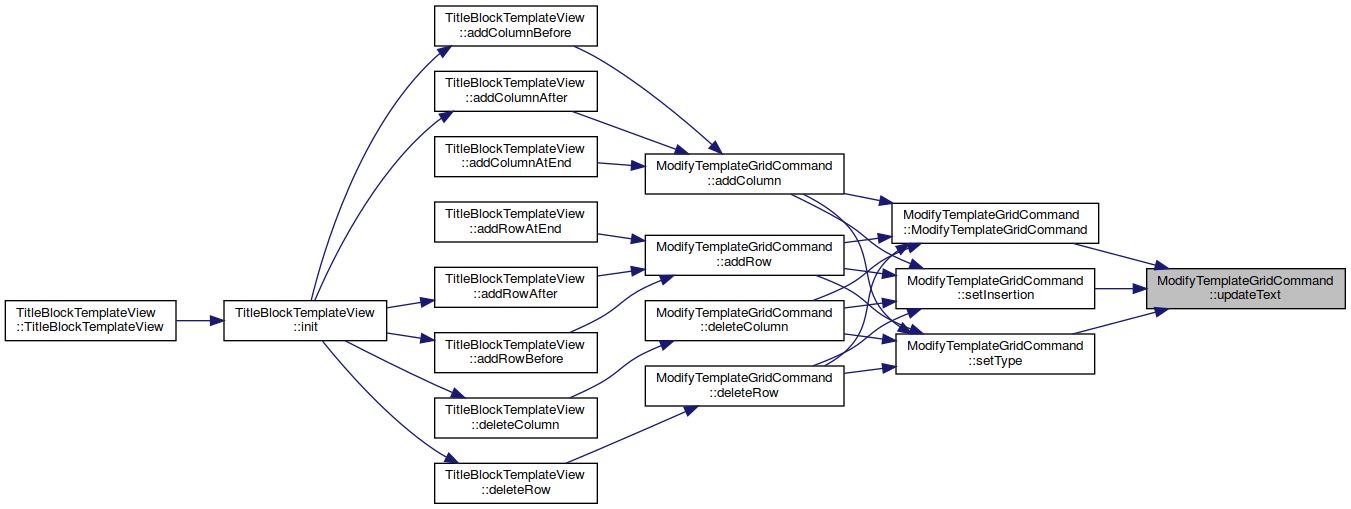 TitleBlockTemplateView
::TitleBlockTemplateView
TitleBlockTemplateView
::init
TitleBlockTemplateView
::addColumnBefore
TitleBlockTemplateView
::addColumnAfter
TitleBlockTemplateView
::addColumnAtEnd
TitleBlockTemplateView
::addRowAtEnd
TitleBlockTemplateView
::addRowAfter
TitleBlockTemplateView
::addRowBefore
TitleBlockTemplateView
::deleteColumn
TitleBlockTemplateView
::deleteRow
ModifyTemplateGridCommand
::addColumn
ModifyTemplateGridCommand
::addRow
ModifyTemplateGridCommand
::deleteColumn
ModifyTemplateGridCommand
::deleteRow
ModifyTemplateGridCommand
::ModifyTemplateGridCommand
ModifyTemplateGridCommand
::setInsertion
ModifyTemplateGridCommand
::setType
ModifyTemplateGridCommand
::updateText